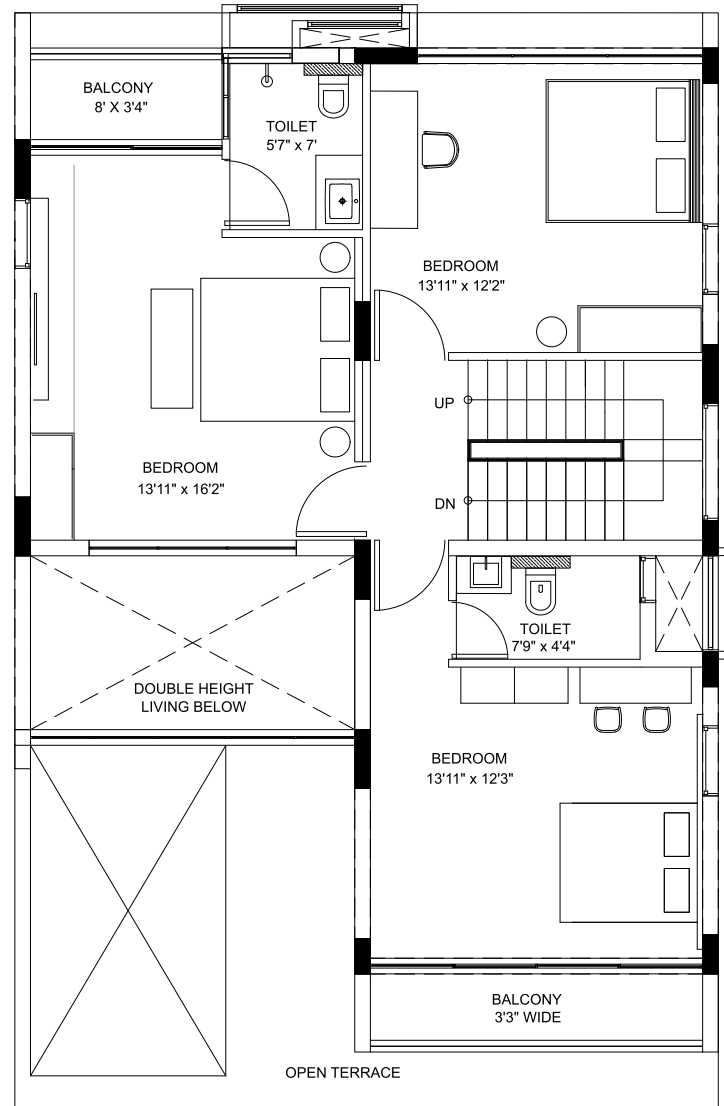 BALCONY
8' X 3'4"
TOILET
5'7" x 7'
BEDROOM
13'11" x 12'2"
UP
BEDROOM
13'11" x 16'2"
DN
TOILET
7'9" x 4'4"
DOUBLE HEIGHT
LIVING BELOW
BEDROOM
13'11" x 12'3"
BALCONY
3'3" WIDE
OPEN TERRACE